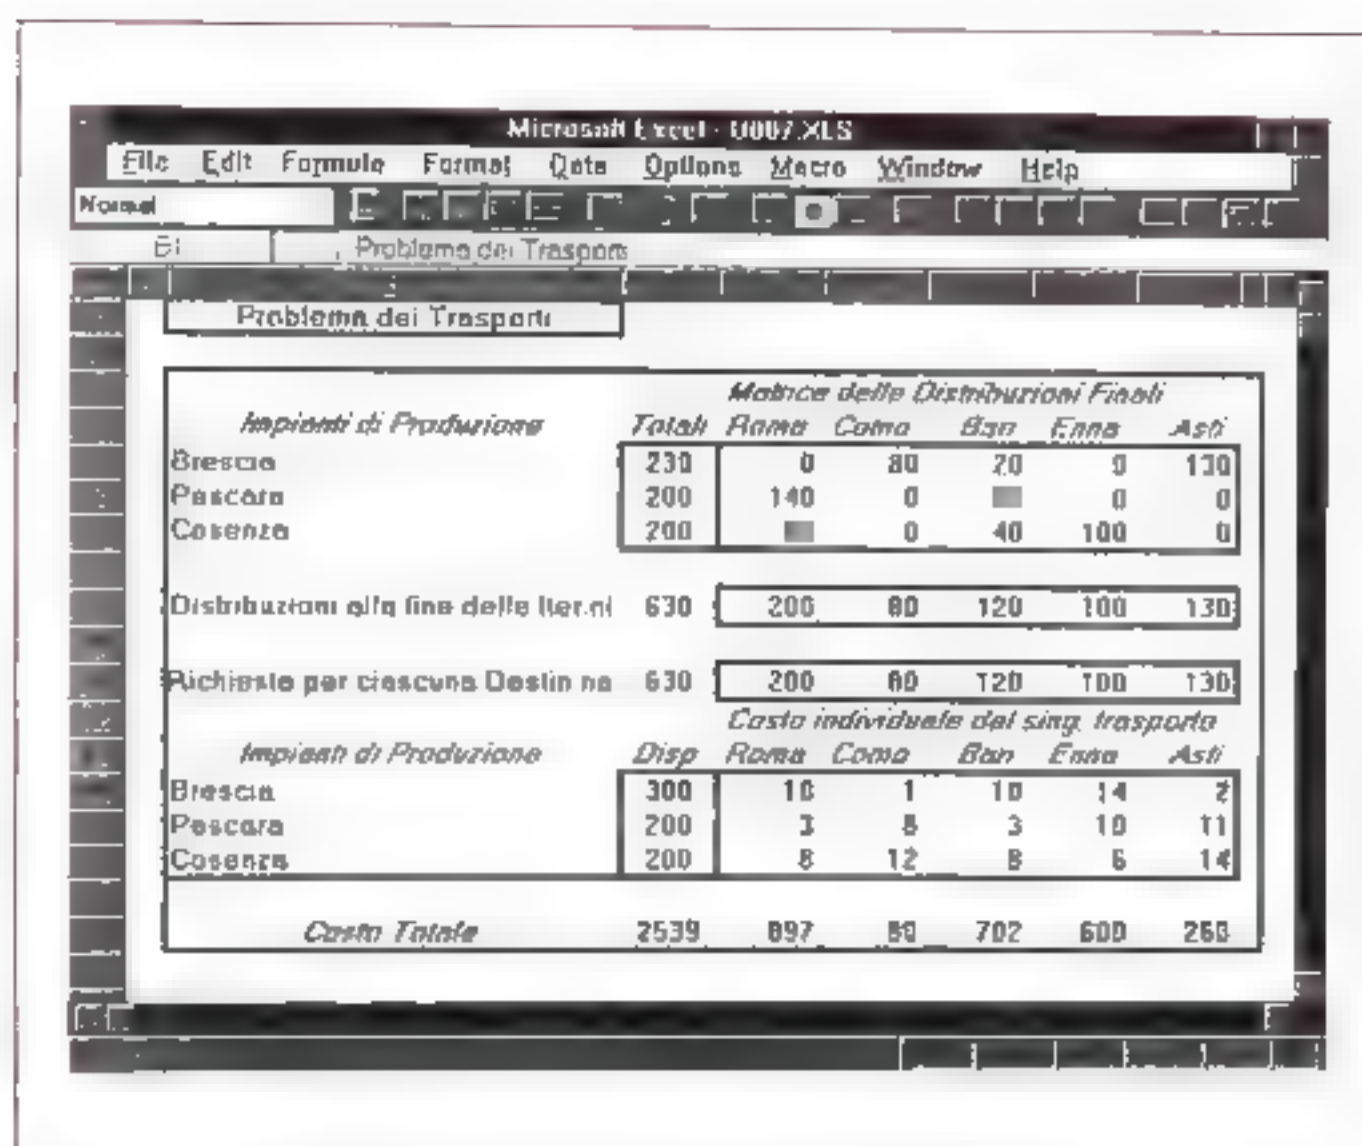 Microsoft Excel - 0007.XLS
File Edit Formula Format Data Options Macro Window Help
Normal
B1 Problema dei Trasporti
Problema dei Trasporti
Matrice delle Distribuzioni Finali
Impianti di Produzione Totali Roma Como Bari Enna Asti
Brescia 230 0 80 20 0 130
Pescara 200 140 0 0 0
Cosenza 200 0 40 100 0
Distribuzioni alla fine delle Iter.ni 630 200 80 120 100 130
Richieste per ciascuna Destin.ne 630 200 80 120 100 130
Costo individuale del sing. trasporto
Impianti di Produzione Disp Roma Como Bari Enna Asti
Brescia 300 10 1 10 14 2
Pescara 200 3 3 10 11
Cosenza 200 8 12 8 6 14
Costo Totale 2539 897 80 702 600 260